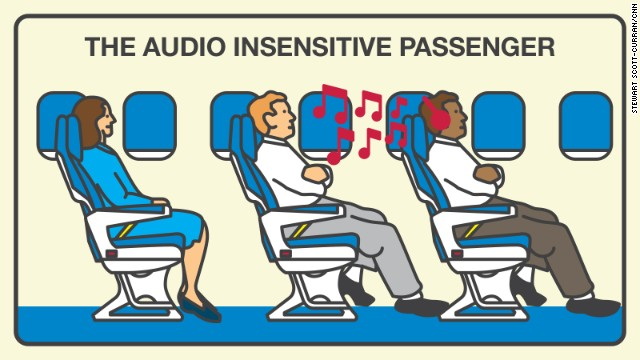 THE AUDIO INSENSITIVE PASSENGER
STEWART SCOTT-CURRAN/CNN